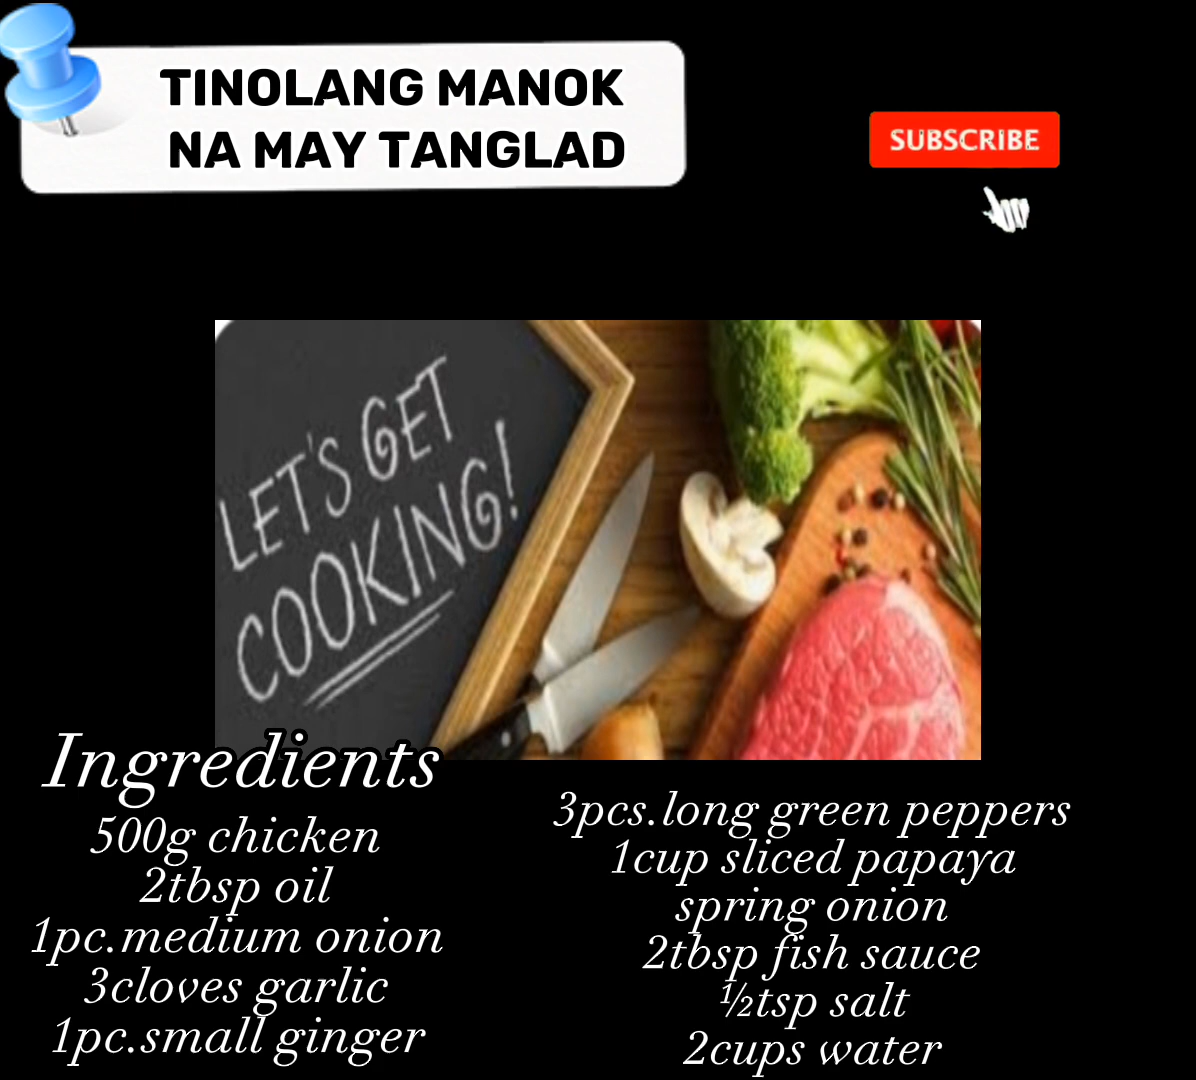 TINOLANG MANOK
NA MAY TANGLAD
SUBSCRIBE
LET'S GET
COOKING!
Ingredients
500g chicken
2tbsp oil
1pc.medium onion
3cloves garlic
1pc.small ginger
3pcs.long green peppers
1cup sliced papaya
spring onion
2tbsp fish sauce
½tsp salt
2cups water